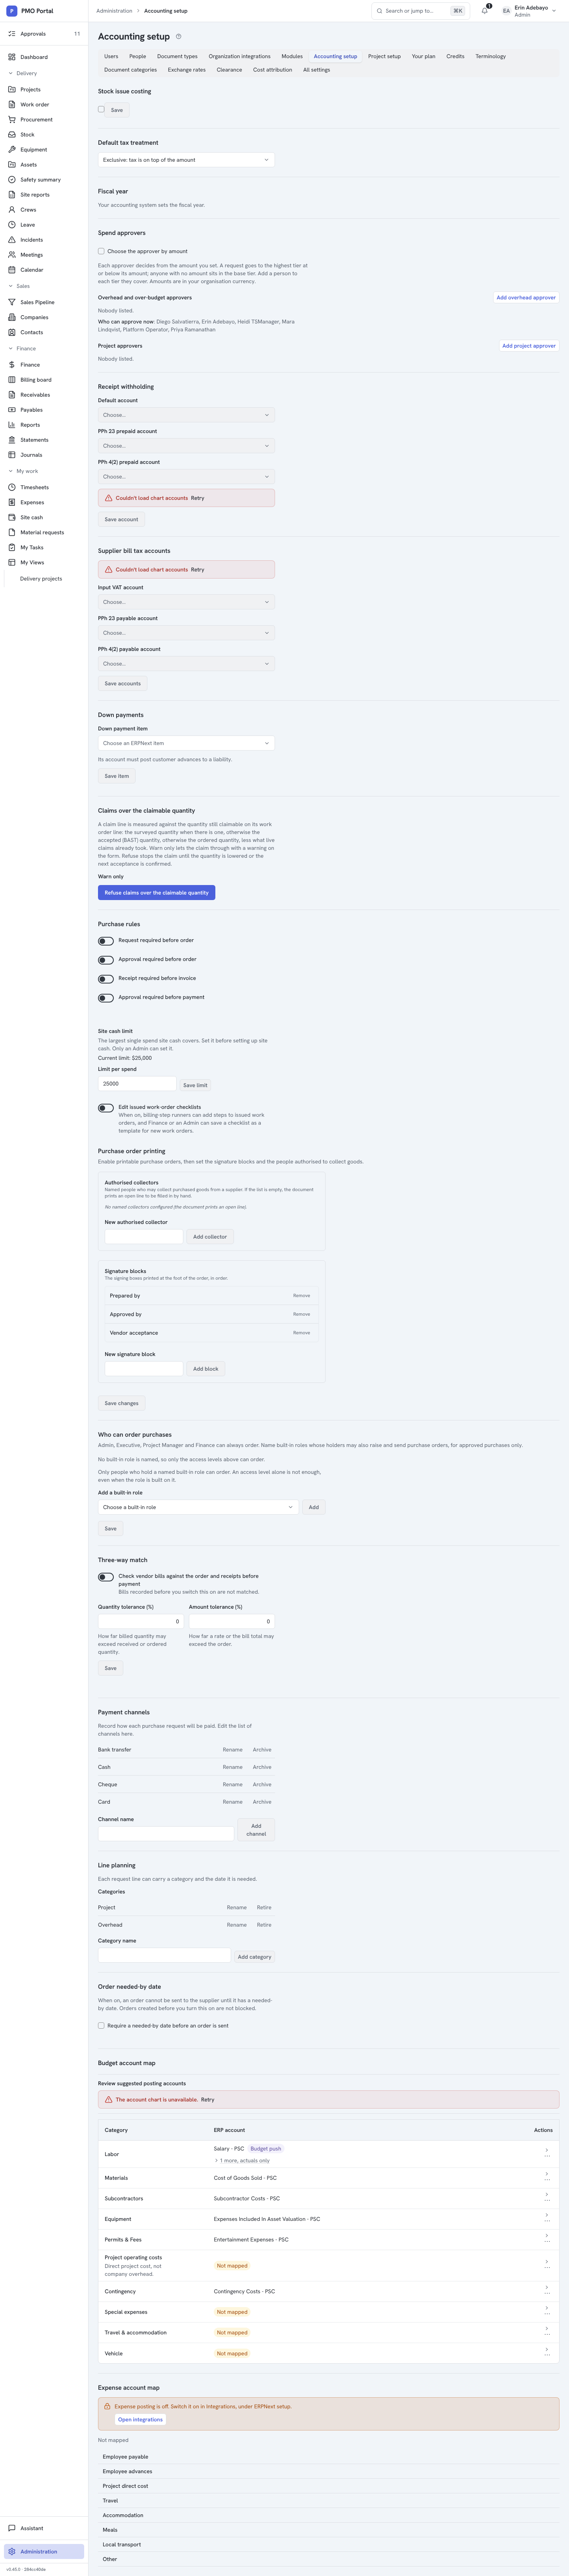 P PMO Portal
Administration > Accounting setup
Search or jump to... ⌘K
1
EA Erin Adebayo
Admin
Approvals 11
Dashboard
Delivery
Projects
Work order
Procurement
Stock
Equipment
Assets
Safety summary
Site reports
Crews
Leave
Incidents
Meetings
Calendar
Sales
Sales Pipeline
Companies
Contacts
Finance
Finance
Billing board
Receivables
Payables
Reports
Statements
Journals
My work
Timesheets
Expenses
Site cash
Material requests
My Tasks
My Views
Delivery projects
Assistant
Administration
Accounting setup
Users People Document types Organization integrations Modules Accounting setup Project setup Your plan Credits Terminology
Document categories Exchange rates Clearance Cost attribution All settings
Stock issue costing
Save
Default tax treatment
Exclusive: tax is on top of the amount
Fiscal year
Your accounting system sets the fiscal year.
Spend approvers
Choose the approver by amount
Each approver decides from the amount you set. A request goes to the highest tier at
or below its amount; anyone with no amount sits in the base tier. Add a person to
each tier they cover. Amounts are in your organisation currency.
Overhead and over-budget approvers
Add overhead approver
Nobody listed.
Who can approve now: Diego Salvatierra, Erin Adebayo, Heidi TSManager, Mara
Lindqvist, Platform Operator, Priya Ramanathan
Project approvers
Add project approver
Nobody listed.
Receipt withholding
Default account
Choose...
PPh 23 prepaid account
Choose...
PPh 4(2) prepaid account
Choose...
Couldn't load chart accounts Retry
Save account
Supplier bill tax accounts
Couldn't load chart accounts Retry
Input VAT account
Choose...
PPh 23 payable account
Choose...
PPh 4(2) payable account
Choose...
Save accounts
Down payments
Down payment item
Choose an ERPNext item
Its account must post customer advances to a liability.
Save item
Claims over the claimable quantity
A claim line is measured against the quantity still claimable on its work
order line: the surveyed quantity when there is one, otherwise the
accepted (BAST) quantity, otherwise the ordered quantity, less what live
claims already took. Warn only lets the claim through with a warning on
the form. Refuse stops the claim until the quantity is lowered or the
next acceptance is confirmed.
Warn only
Refuse claims over the claimable quantity
Purchase rules
Request required before order
Approval required before order
Receipt required before invoice
Approval required before payment
Site cash limit
The largest single spend site cash covers. Set it before setting up site
cash. Only an Admin can set it.
Current limit: $25,000
Limit per spend
25000
Save limit
Edit issued work-order checklists
When on, billing-step runners can add steps to issued work
orders, and Finance or an Admin can save a checklist as a
template for new work orders.
Purchase order printing
Enable printable purchase orders, then set the signature blocks and the people authorised to collect goods.
Authorised collectors
Named people who may collect purchased goods from a supplier. If the list is empty, the document
prints an open line to be filled in by hand.
No named collectors configured (the document prints an open line).
New authorised collector
Add collector
Signature blocks
The signing boxes printed at the foot of the order, in order.
Prepared by Remove
Approved by Remove
Vendor acceptance Remove
New signature block
Add block
Save changes
Who can order purchases
Admin, Executive, Project Manager and Finance can always order. Name built-in roles whose holders may also raise and send purchase orders, for approved purchases only.
No built-in role is named, so only the access levels above can order.
Only people who hold a named built-in role can order. An access level alone is not enough,
even when the role is built on it.
Add a built-in role
Choose a built-in role
Add
Save
Three-way match
Check vendor bills against the order and receipts before
payment
Bills recorded before you switch this on are not matched.
Quantity tolerance (%) Amount tolerance (%)
0 0
How far billed quantity may
exceed received or ordered
quantity.
How far a rate or the bill total may
exceed the order.
Save
Payment channels
Record how each purchase request will be paid. Edit the list of
channels here.
Bank transfer Rename Archive
Cash Rename Archive
Cheque Rename Archive
Card Rename Archive
Channel name
Add
channel
Line planning
Each request line can carry a category and the date it is needed.
Categories
Project Rename Retire
Overhead Rename Retire
Category name
Add category
Order needed-by date
When on, an order cannot be sent to the supplier until it has a needed-
by date. Orders created before you turn this on are not blocked.
Require a needed-by date before an order is sent
Budget account map
Review suggested posting accounts
The account chart is unavailable. Retry
Category ERP account Actions
Labor Salary - PSC Budget push
1 more, actuals only
Materials Cost of Goods Sold - PSC
Subcontractors Subcontractor Costs - PSC
Equipment Expenses Included In Asset Valuation - PSC
Permits & Fees Entertainment Expenses - PSC
Project operating costs
Direct project cost, not
company overhead.
Not mapped
Contingency Contingency Costs - PSC
Special expenses Not mapped
Travel & accommodation Not mapped
Vehicle Not mapped
Expense account map
Expense posting is off. Switch it on in Integrations, under ERPNext setup.
Open integrations
Not mapped
Employee payable
Employee advances
Project direct cost
Travel
Accommodation
Meals
Local transport
Other